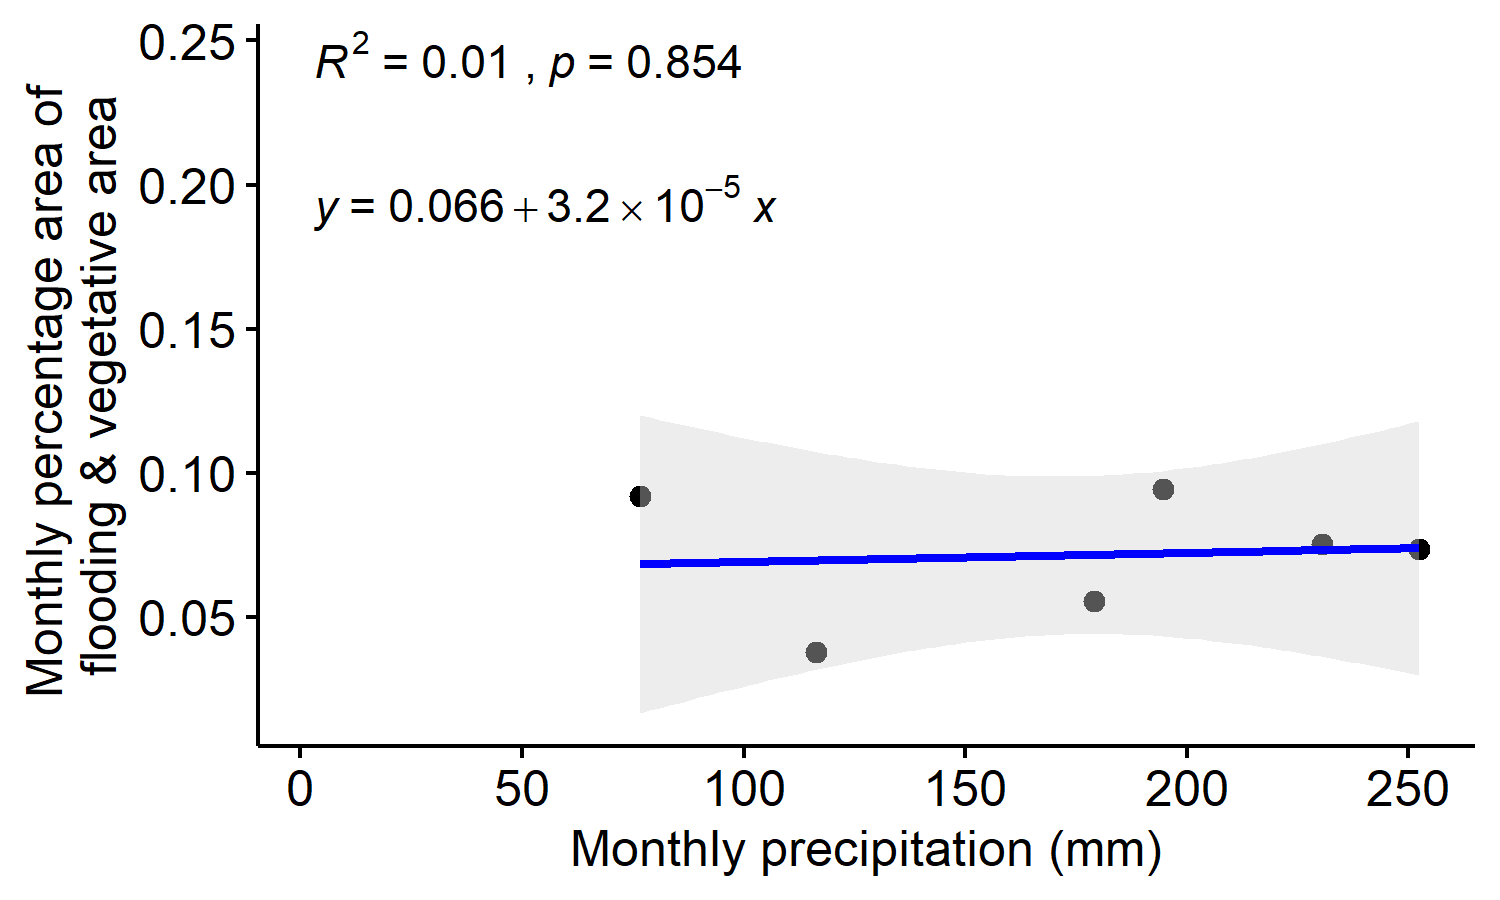 Monthly percentage area of
flooding & vegetative area
0.25
0.20
0.15
0.10
0.05
R² = 0.01 , p = 0.854
y = 0.066 + 3.2 × 10⁻⁵ x
0 50 100 150 200 250
Monthly precipitation (mm)